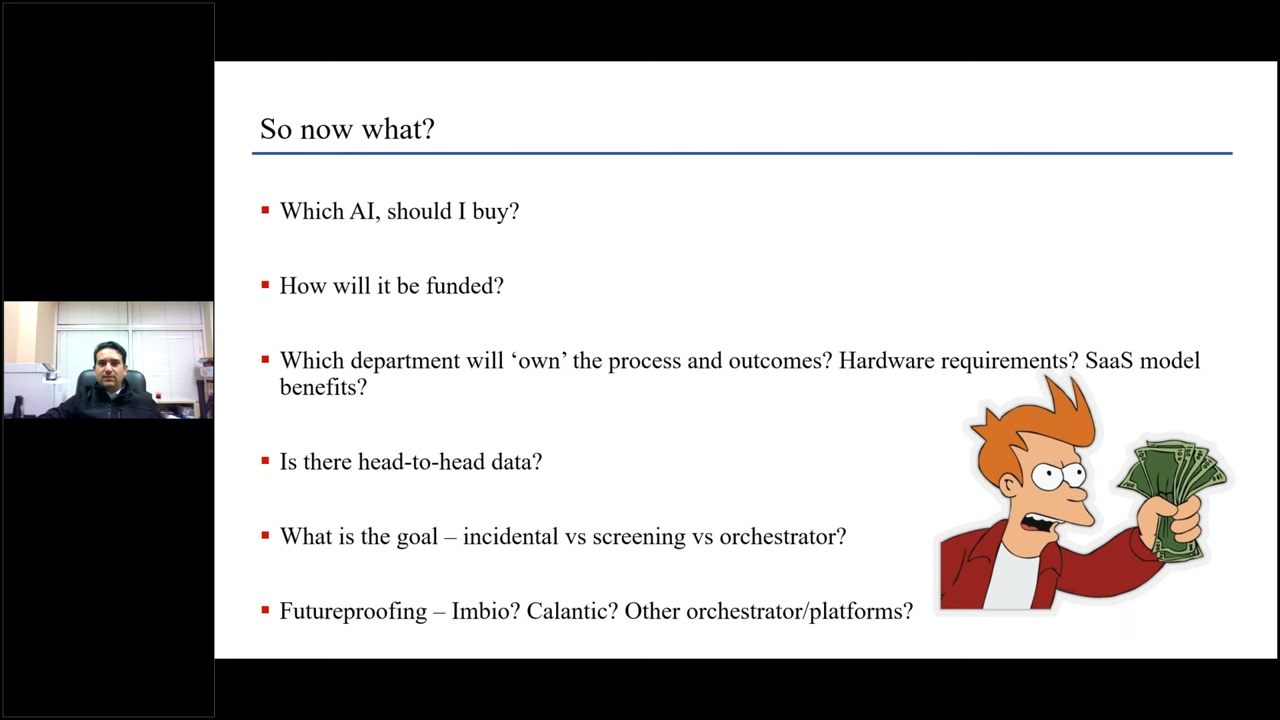 So now what?
Which AI, should I buy?
How will it be funded?
Which department will ‘own’ the process and outcomes? Hardware requirements? SaaS model
benefits?
Is there head-to-head data?
What is the goal – incidental vs screening vs orchestrator?
Futureproofing – Imbio? Calantic? Other orchestrator/platforms?